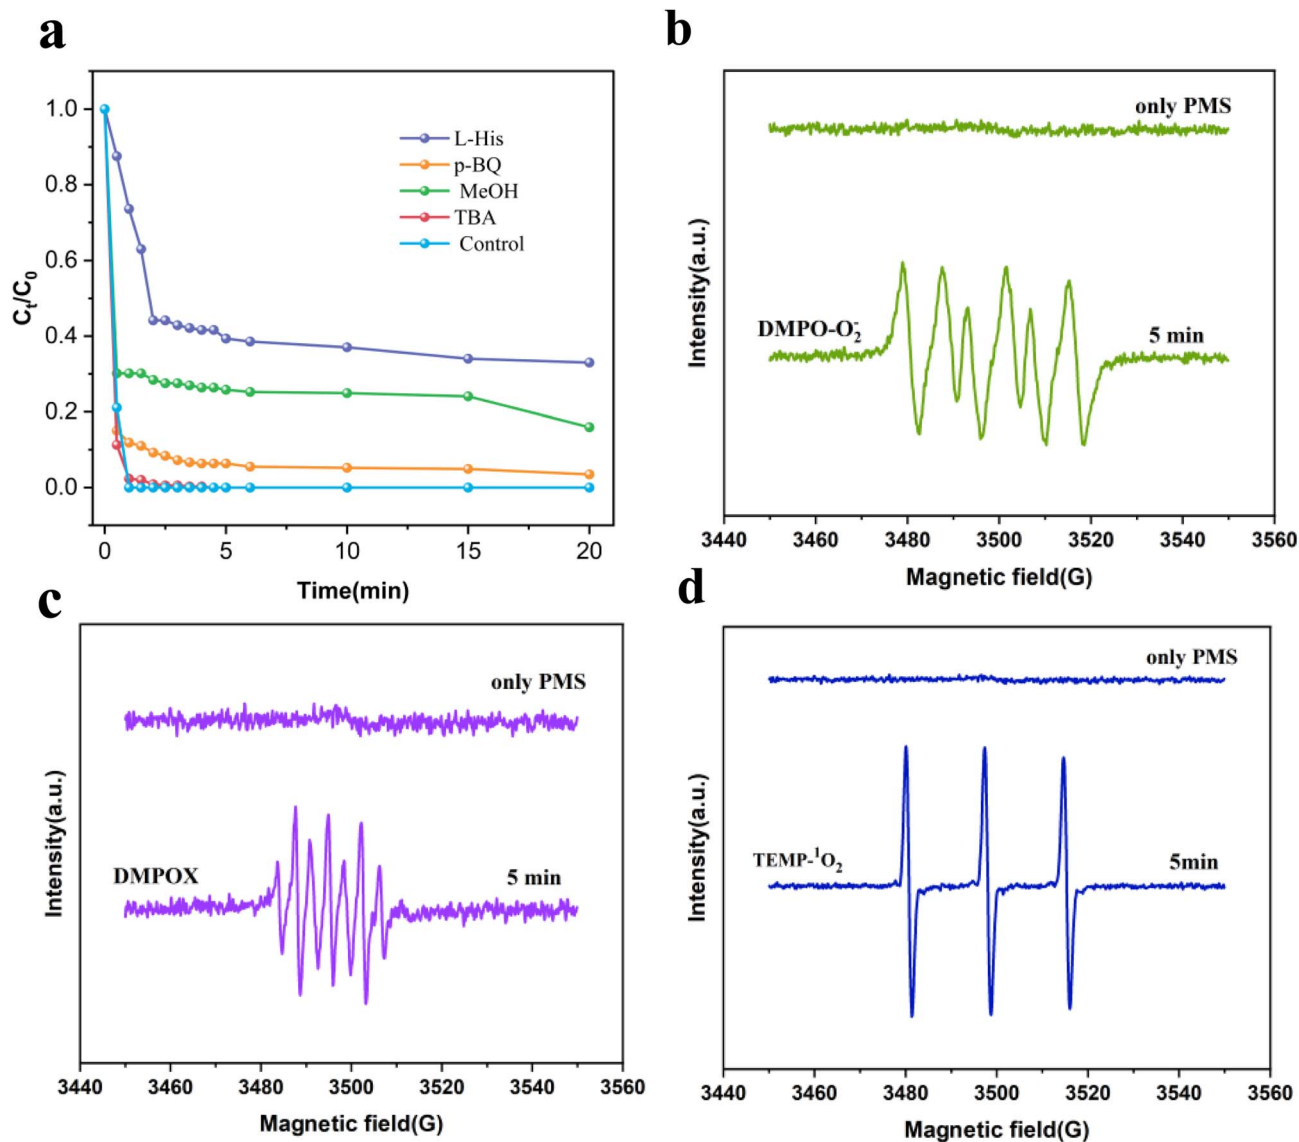 a
1.0
0.8
0.6
0.4
0.2
0.0
Cₜ/C₀
L-His
p-BQ
MeOH
TBA
Control
0 5 10 15 20
Time(min)
b
only PMS
DMPO-O₂⁻
5 min
Intensity(a.u.)
3440 3460 3480 3500 3520 3540 3560
Magnetic field(G)
c
only PMS
DMPOX
5 min
Intensity(a.u.)
3440 3460 3480 3500 3520 3540 3560
Magnetic field(G)
d
only PMS
TEMP-¹O₂
5min
Intensity(a.u.)
3440 3460 3480 3500 3520 3540 3560
Magnetic field(G)